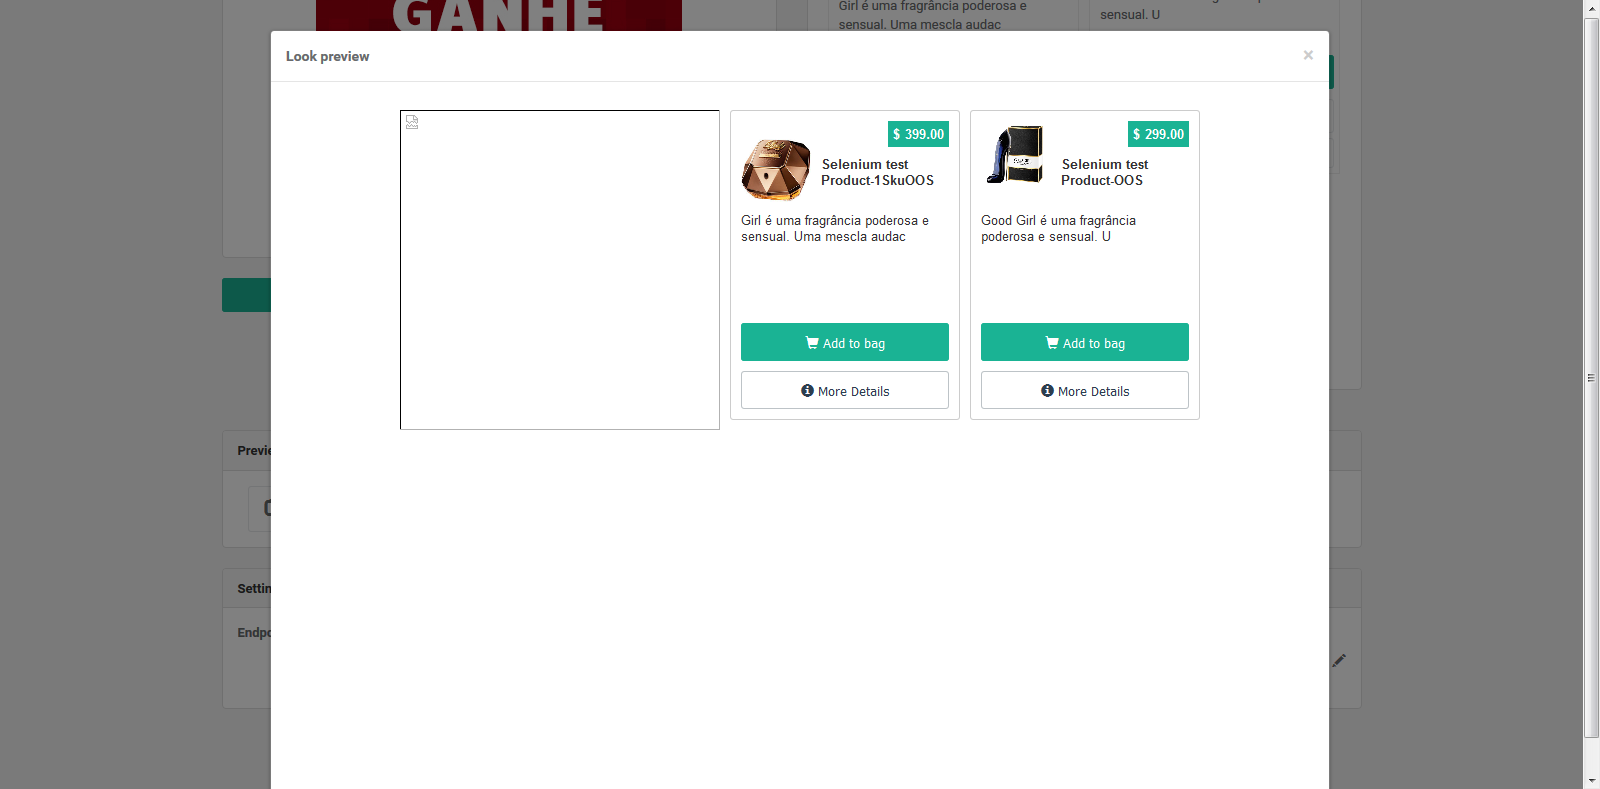 GANHE
Girl é uma fragrância poderosa e
sensual. Uma mescla audac
sensual. U
Look preview
×
$ 399.00
Selenium test
Product-1SkuOOS
Girl é uma fragrância poderosa e
sensual. Uma mescla audac
Add to bag
More Details
$ 299.00
Selenium test
Product-OOS
Good Girl é uma fragrância
poderosa e sensual. U
Add to bag
More Details
Previe
Settin
Endpo